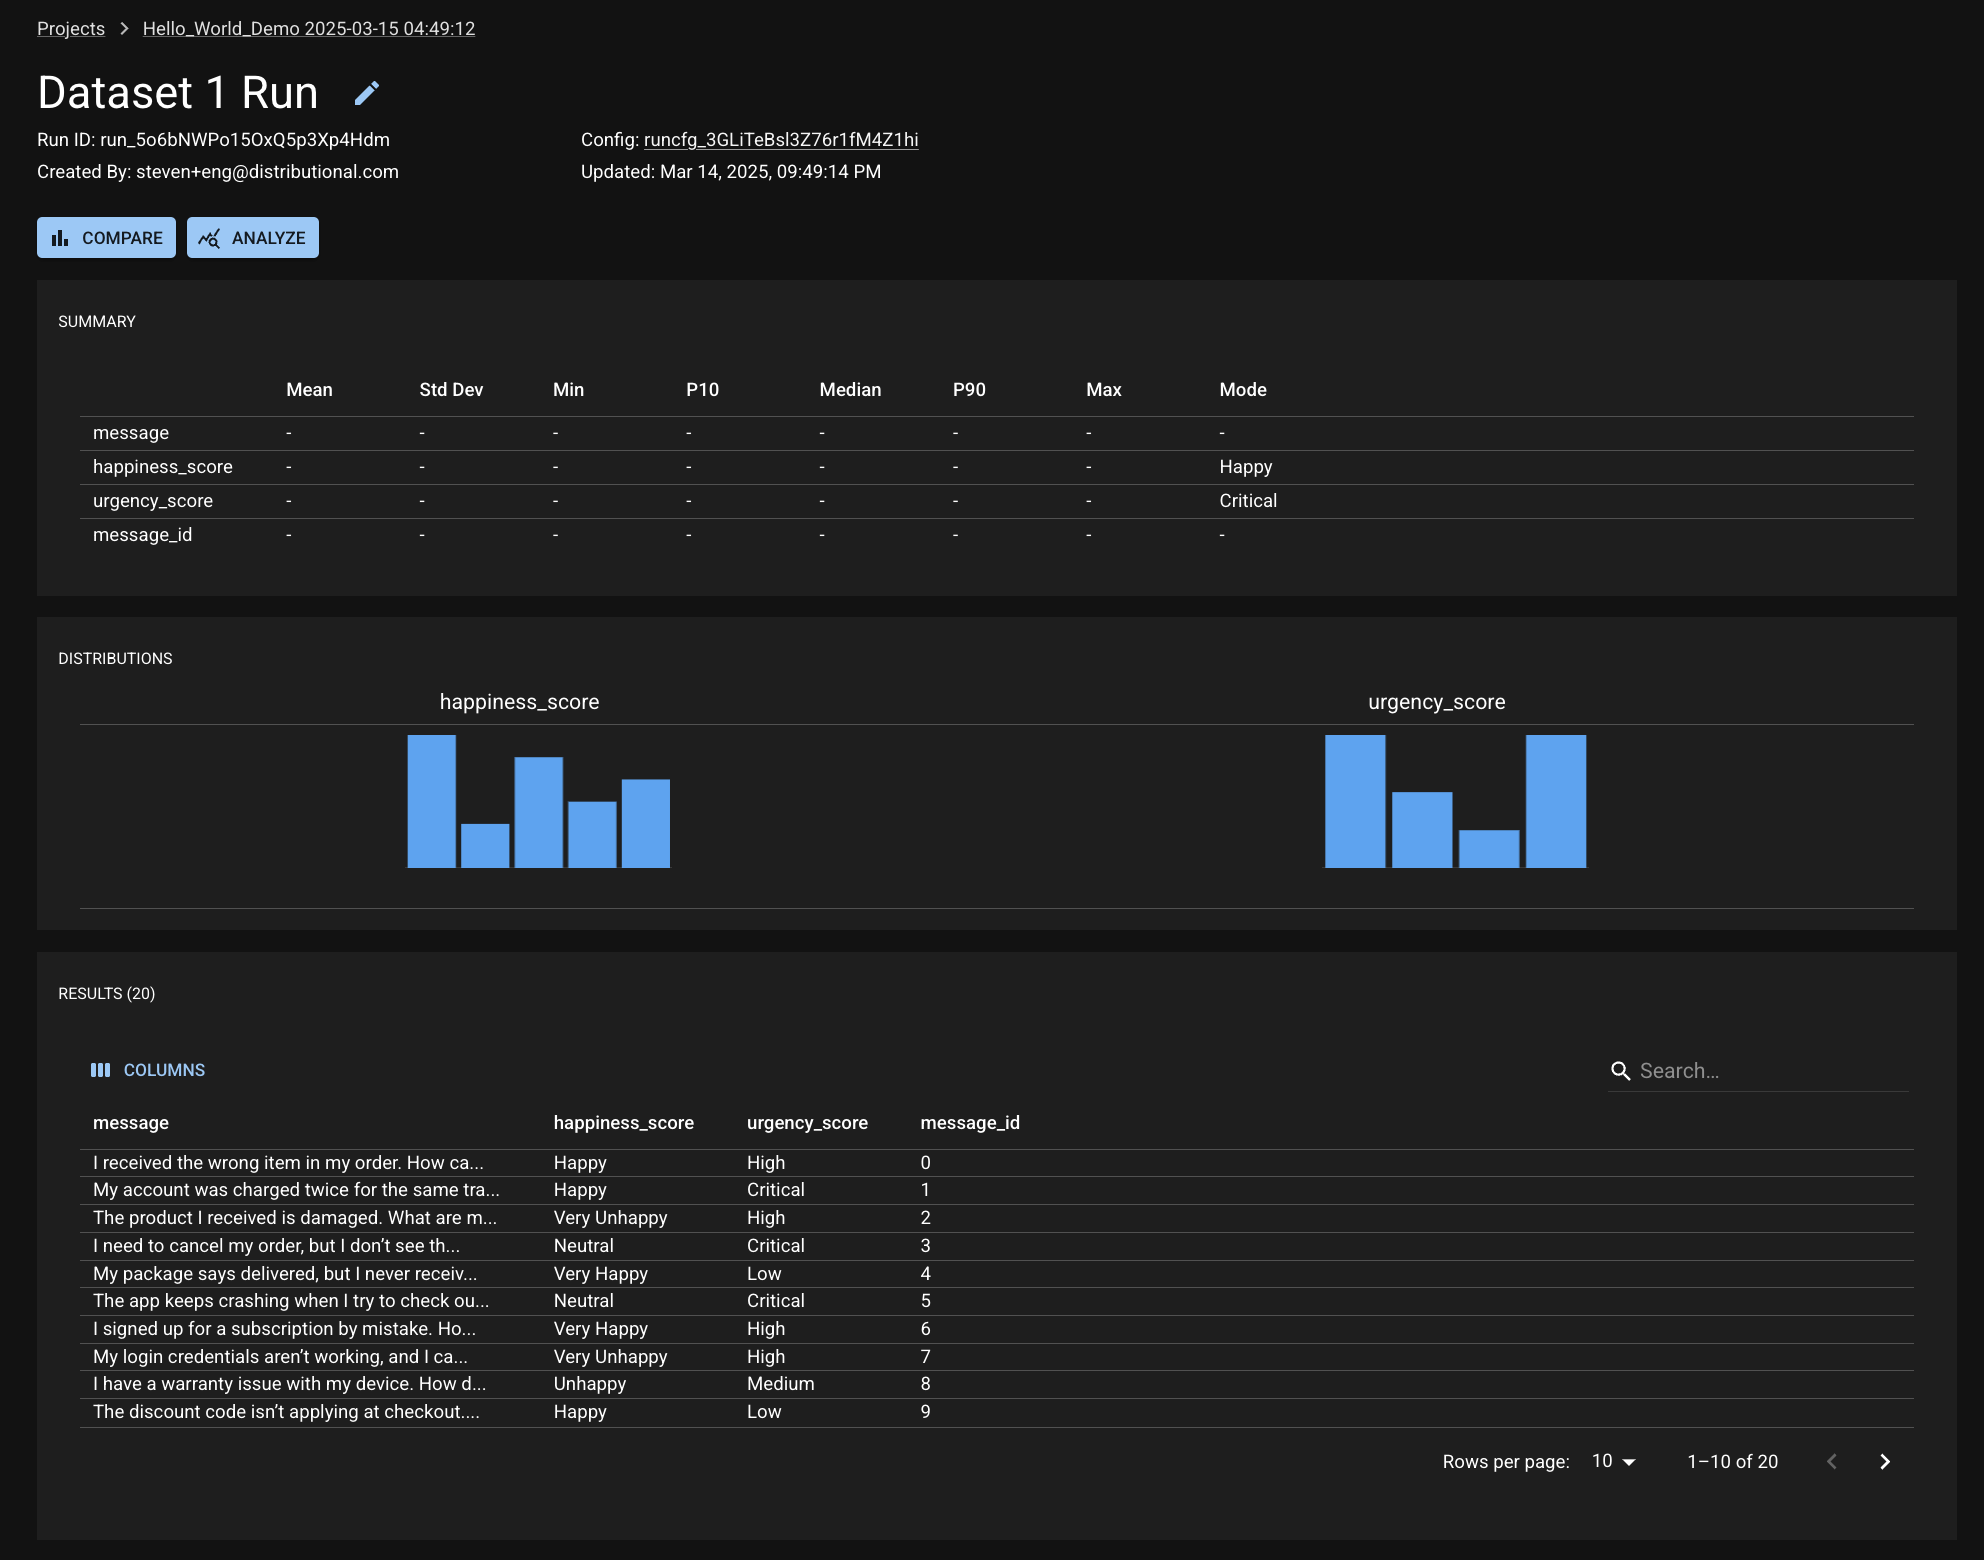 Projects > Hello_World_Demo 2025-03-15 04:49:12
Dataset 1 Run
Run ID: run_5o6bNWPo15OxQ5p3Xp4Hdm Config: runcfg_3GLiTeBsl3Z76r1fM4Z1hi
Created By: steven+eng@distributional.com Updated: Mar 14, 2025, 09:49:14 PM
COMPARE ANALYZE
SUMMARY
Mean Std Dev Min P10 Median P90 Max Mode
message - - - - - - - -
happiness_score - - - - - - - Happy
urgency_score - - - - - - - Critical
message_id - - - - - - - -
DISTRIBUTIONS
happiness_score urgency_score
RESULTS (20)
COLUMNS Search...
message happiness_score urgency_score message_id
I received the wrong item in my order. How ca... Happy High 0
My account was charged twice for the same tra... Happy Critical 1
The product I received is damaged. What are m... Very Unhappy High 2
I need to cancel my order, but I don’t see th... Neutral Critical 3
My package says delivered, but I never receiv... Very Happy Low 4
The app keeps crashing when I try to check ou... Neutral Critical 5
I signed up for a subscription by mistake. Ho... Very Happy High 6
My login credentials aren’t working, and I ca... Very Unhappy High 7
I have a warranty issue with my device. How d... Unhappy Medium 8
The discount code isn’t applying at checkout.... Happy Low 9
Rows per page: 10 1–10 of 20